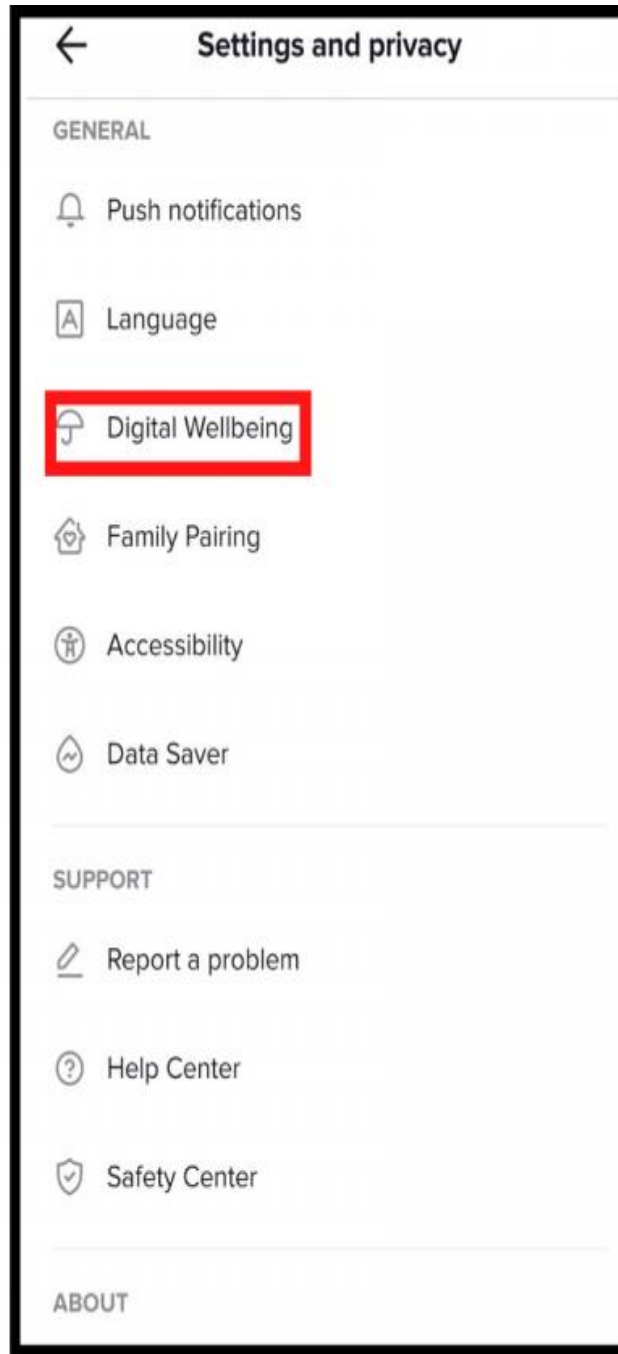 Settings and privacy
GENERAL
Push notifications
A Language
Digital Wellbeing
Family Pairing
Accessibility
Data Saver
SUPPORT
Report a problem
Help Center
Safety Center
ABOUT